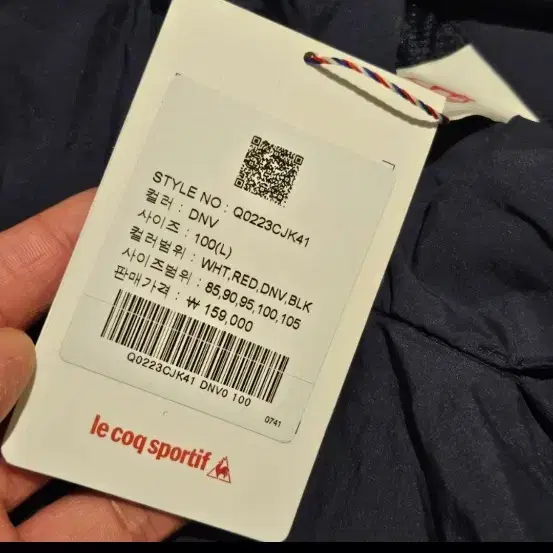 STYLE NO : Q0223CJK41
컬러 : DNV
사이즈 : 100(L)
컬러범위 : WHT,RED,DNV,BLK
사이즈범위 : 85,90,95,100,105
판매가격 : ₩ 159,000
Q0223CJK41 DNV0 100
0741
le coq sportif